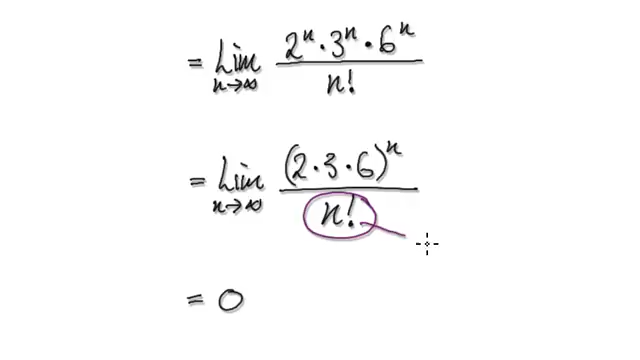 = Lim n→∞ 2ⁿ · 3ⁿ · 6ⁿ / n!
= Lim n→∞ (2 · 3 · 6)ⁿ / n!
= 0